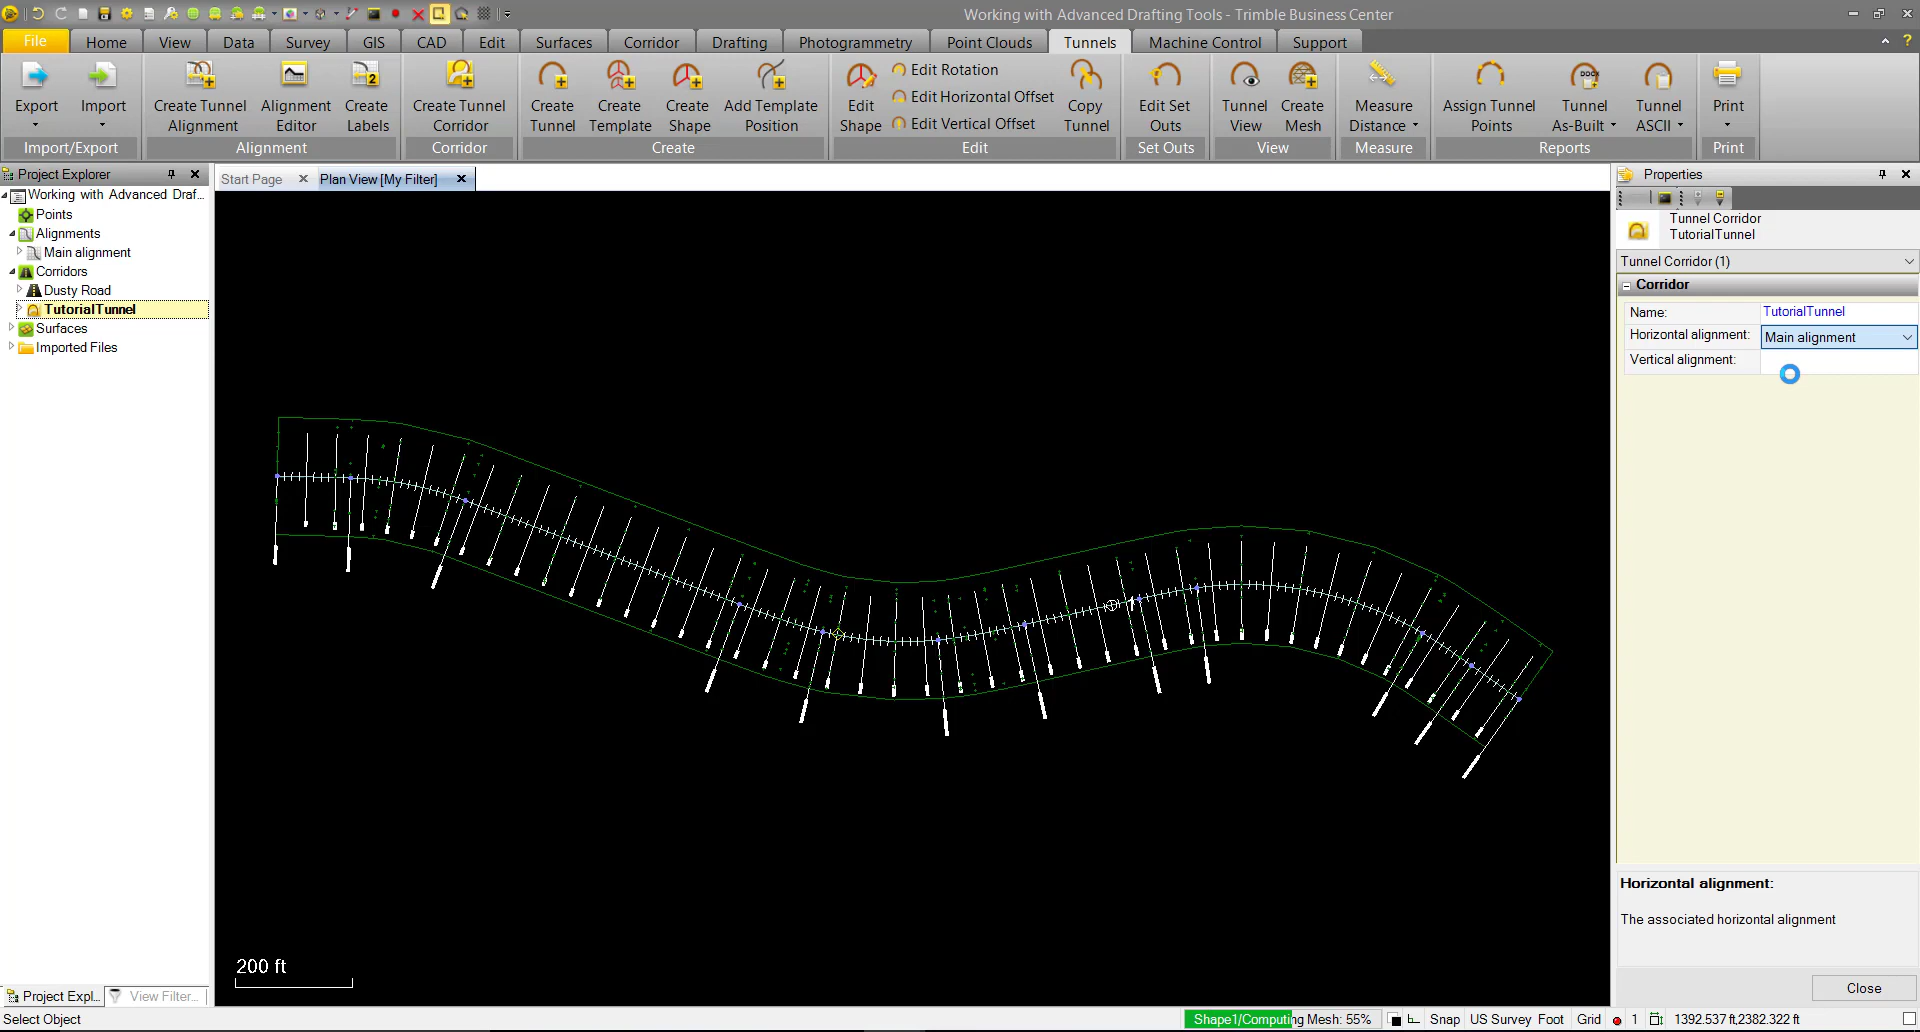 Working with Advanced Drafting Tools - Trimble Business Center
File Home View Data Survey GIS CAD Edit Surfaces Corridor Drafting Photogrammetry Point Clouds Tunnels Machine Control Support
Export
Import
Create Tunnel
Alignment
Alignment
Editor
Create
Labels
Create Tunnel
Corridor
Create
Tunnel
Create
Template
Create
Shape
Add Template
Position
Edit
Shape
Edit Rotation
Edit Horizontal Offset
Edit Vertical Offset
Copy
Tunnel
Edit Set
Outs
Tunnel
View
Create
Mesh
Measure
Distance
Assign Tunnel
Points
DOCX
Tunnel
As-Built
Tunnel
ASCII
Print
Import/Export Alignment Corridor Create Edit Set Outs View Measure Reports Print
Project Explorer
Working with Advanced Draf...
Points
Alignments
Main alignment
Corridors
Dusty Road
TutorialTunnel
Surfaces
Imported Files
Project Expl... View Filter...
Start Page Plan View [My Filter]
200 ft
Properties
Tunnel Corridor
TutorialTunnel
Tunnel Corridor (1)
Corridor
Name: TutorialTunnel
Horizontal alignment: Main alignment
Vertical alignment:
Horizontal alignment:
The associated horizontal alignment
Close
Select Object Shape1/Computing Mesh: 55% Snap US Survey Foot Grid 1 1392.537 ft,2382.322 ft